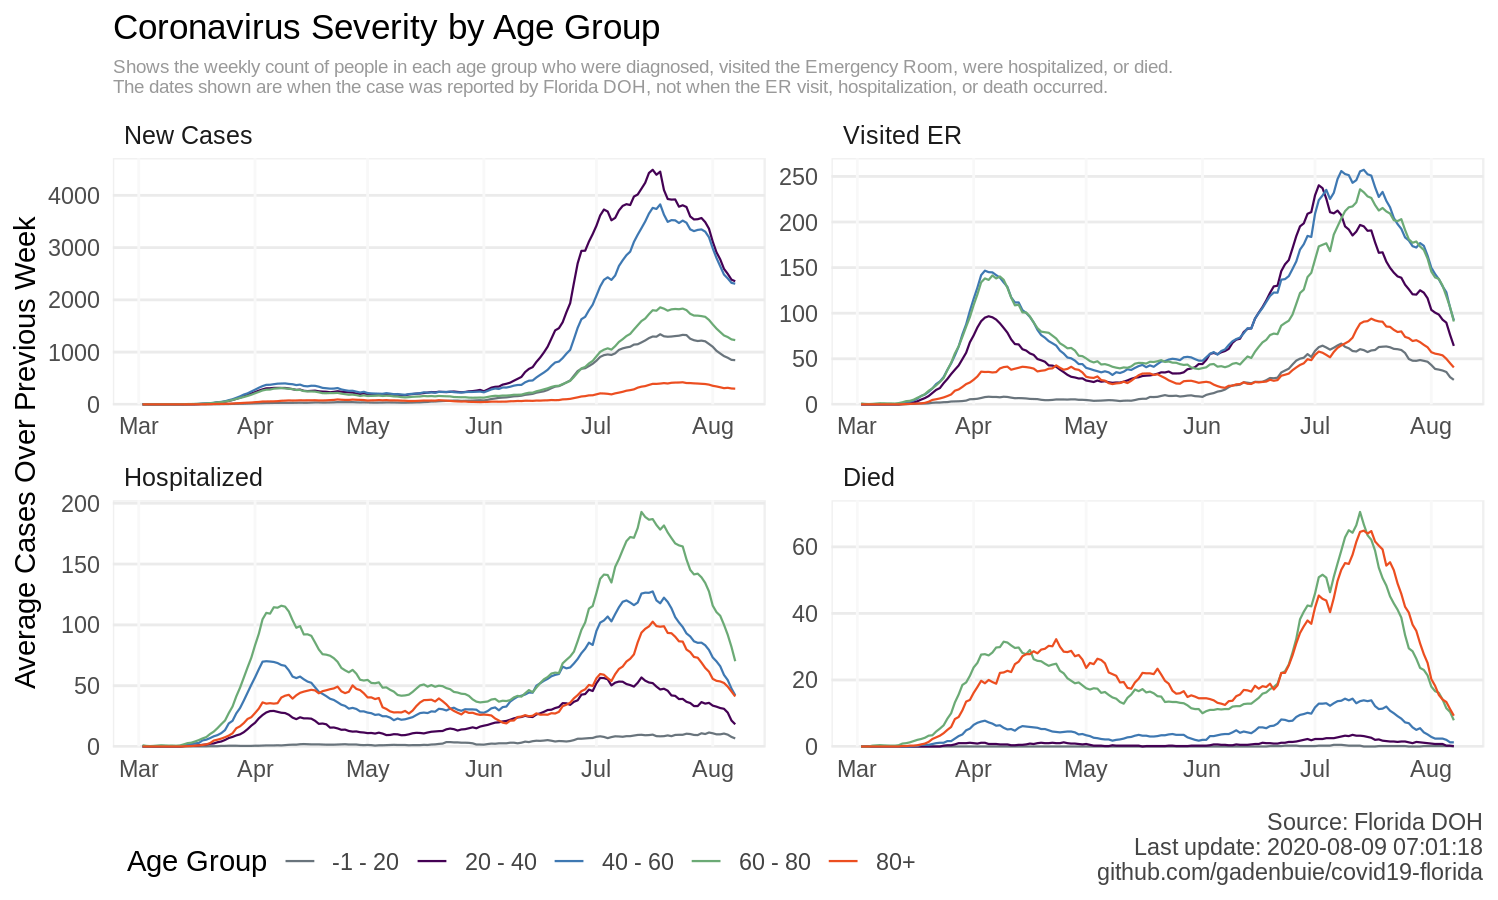 Coronavirus Severity by Age Group
Shows the weekly count of people in each age group who were diagnosed, visited the Emergency Room, were hospitalized, or died.
The dates shown are when the case was reported by Florida DOH, not when the ER visit, hospitalization, or death occurred.
Average Cases Over Previous Week
New Cases
4000
3000
2000
1000
0
Mar Apr May Jun Jul Aug
Visited ER
250
200
150
100
50
0
Mar Apr May Jun Jul Aug
Hospitalized
200
150
100
50
0
Mar Apr May Jun Jul Aug
Died
60
40
20
0
Mar Apr May Jun Jul Aug
Age Group -1 - 20 20 - 40 40 - 60 60 - 80 80+
Source: Florida DOH
Last update: 2020-08-09 07:01:18
github.com/gadenbuie/covid19-florida